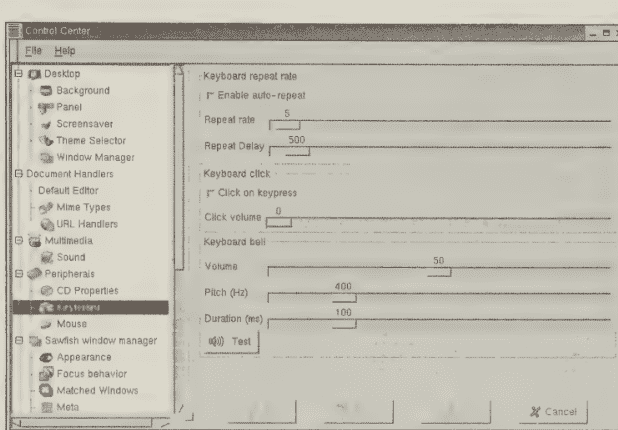 Control Center
File Help
Desktop
Background
Panel
Screensaver
Theme Selector
Window Manager
Document Handlers
Default Editor
Mime Types
URL Handlers
Multimedia
Sound
Peripherals
CD Properties
Keyboard
Mouse
Sawfish window manager
Appearance
Focus behavior
Matched Windows
Meta
Keyboard repeat rate
Enable auto-repeat
Repeat rate 5
Repeat Delay 500
Keyboard click
Click on keypress
Click volume 0
Keyboard bell
Volume 50
Pitch (Hz) 400
Duration (ms) 100
Test
Cancel